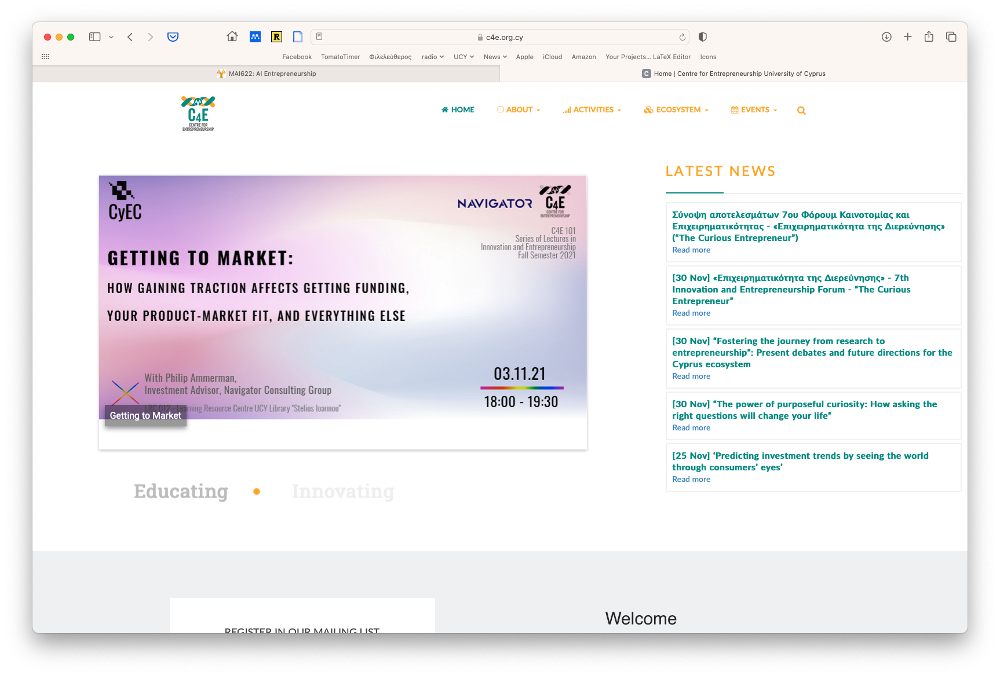 c4e.org.cy
Facebook TomatoTimer Φιλελεύθερος radio UCY News Apple iCloud Amazon Your Projects... LaTeX Editor Icons
MAI622: AI Entrepreneurship
C Home | Centre for Entrepreneurship University of Cyprus
C4E
CENTRE FOR
ENTREPRENEURSHIP
HOME ABOUT ACTIVITIES ECOSYSTEM EVENTS
CyEC
NAVIGATOR
C4E
CENTRE FOR
ENTREPRENEURSHIP
C4E 101
Series of Lectures in
Innovation and Entrepreneurship
Fall Semester 2021
GETTING TO MARKET:
HOW GAINING TRACTION AFFECTS GETTING FUNDING,
YOUR PRODUCT-MARKET FIT, AND EVERYTHING ELSE
With Philip Ammerman,
Investment Advisor, Navigator Consulting Group
LRC 012 - Learning Resource Centre UCY Library "Stelios Ioannou"
03.11.21
18:00 - 19:30
Getting to Market
Educating • Innovating
LATEST NEWS
Σύνοψη αποτελεσμάτων 7ου Φόρουμ Καινοτομίας και
Επιχειρηματικότητας - «Επιχειρηματικότητα της Διερεύνησης»
(“The Curious Entrepreneur”)
Read more
[30 Nov] «Επιχειρηματικότητα της Διερεύνησης» - 7th
Innovation and Entrepreneurship Forum - “The Curious
Entrepreneur”
Read more
[30 Nov] “Fostering the journey from research to
entrepreneurship”: Present debates and future directions for the
Cyprus ecosystem
Read more
[30 Nov] “The power of purposeful curiosity: How asking the
right questions will change your life”
Read more
[25 Nov] ‘Predicting investment trends by seeing the world
through consumers’ eyes’
Read more
REGISTER IN OUR MAILING LIST
Welcome